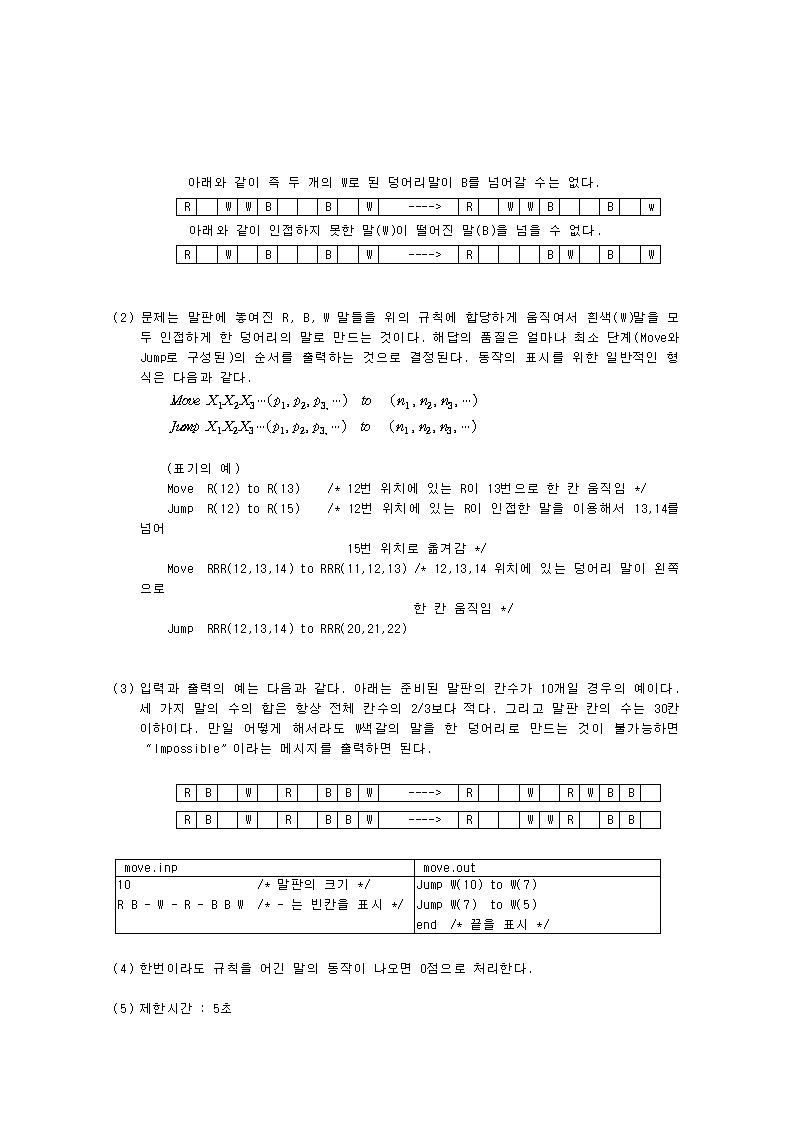 아래와 같이 즉 두 개의 W로 된 덩어리말이 B를 넘어갈 수는 없다.
R W W B B W ----> R W W B B w
아래와 같이 인접하지 못한 말(W)이 떨어진 말(B)을 넘을 수 없다.
R W B B W ----> R B W B W
(2) 문제는 말판에 놓여진 R, B, W 말들을 위의 규칙에 합당하게 움직여서 흰색(W)말을 모
두 인접하게 한 덩어리의 말로 만드는 것이다. 해답의 품질은 얼마나 최소 단계(Move와
Jump로 구성된)의 순서를 출력하는 것으로 결정된다. 동작의 표시를 위한 일반적인 형
식은 다음과 같다.
Move X₁X₂X₃…(p₁, p₂, p₃, …) to (n₁, n₂, n₃, …)
Jump X₁X₂X₃…(p₁, p₂, p₃, …) to (n₁, n₂, n₃, …)
(표기의 예)
Move R(12) to R(13) /* 12번 위치에 있는 R이 13번으로 한 칸 움직임 */
Jump R(12) to R(15) /* 12번 위치에 있는 R이 인접한 말을 이용해서 13,14를
넘어
15번 위치로 옮겨감 */
Move RRR(12,13,14) to RRR(11,12,13) /* 12,13,14 위치에 있는 덩어리 말이 왼쪽
으로
한 칸 움직임 */
Jump RRR(12,13,14) to RRR(20,21,22)
(3) 입력과 출력의 예는 다음과 같다. 아래는 준비된 말판의 칸수가 10개일 경우의 예이다.
세 가지 말의 수의 합은 항상 전체 칸수의 2/3보다 적다. 그리고 말판 칸의 수는 30칸
이하이다. 만일 어떻게 해서라도 W색깔의 말을 한 덩어리로 만드는 것이 불가능하면
“Impossible”이라는 메시지를 출력하면 된다.
R B W R B B W ----> R W R W B B
R B W R B B W ----> R W W R B B
move.inp move.out
10 /* 말판의 크기 */ Jump W(10) to W(7)
R B - W - R - B B W /* - 는 빈칸을 표시 */ Jump W(7) to W(5)
end /* 끝을 표시 */
(4) 한번이라도 규칙을 어긴 말의 동작이 나오면 0점으로 처리한다.
(5) 제한시간 : 5초